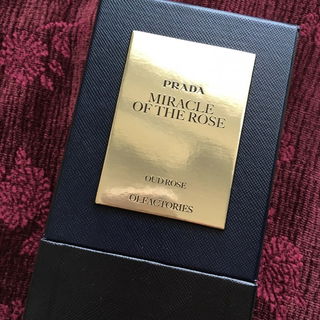 PRADA
MIRACLE
OF THE ROSE
OUD ROSE
OLFACTORIES